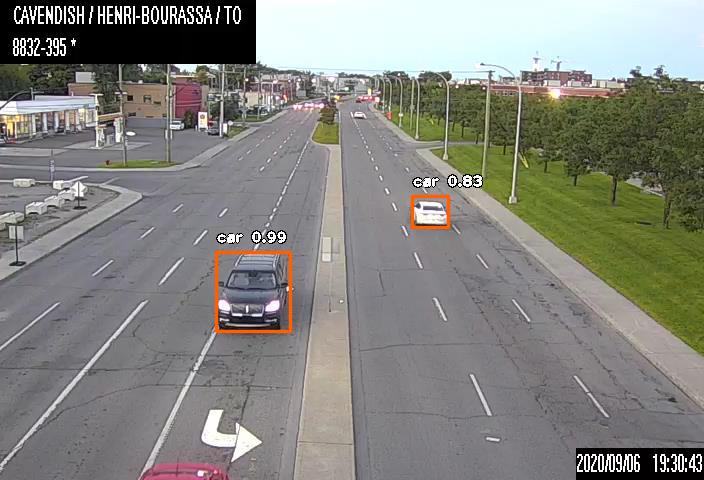 CAVENDISH / HENRI-BOURASSA / TO
8832-395 *
car 0.83
car 0.99
2020/09/06 19:30:43